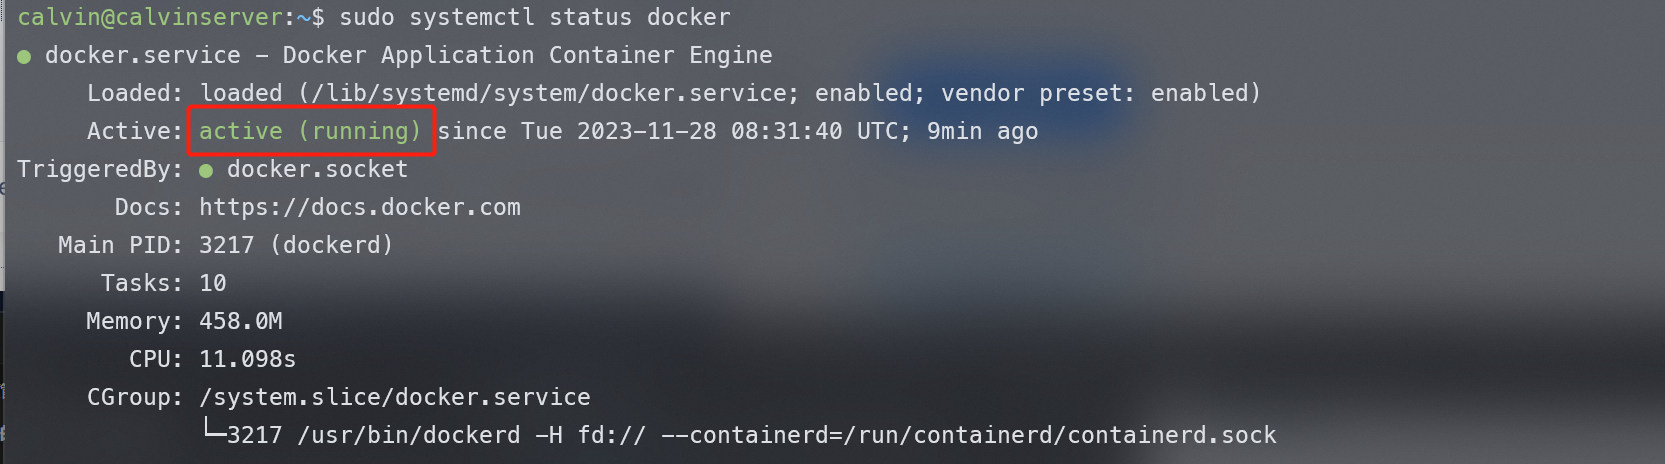 calvin@calvinserver:~$ sudo systemctl status docker
● docker.service – Docker Application Container Engine
Loaded: loaded (/lib/systemd/system/docker.service; enabled; vendor preset: enabled)
Active: active (running) since Tue 2023-11-28 08:31:40 UTC; 9min ago
TriggeredBy: ● docker.socket
Docs: https://docs.docker.com
Main PID: 3217 (dockerd)
Tasks: 10
Memory: 458.0M
CPU: 11.098s
CGroup: /system.slice/docker.service
└─3217 /usr/bin/dockerd -H fd:// --containerd=/run/containerd/containerd.sock